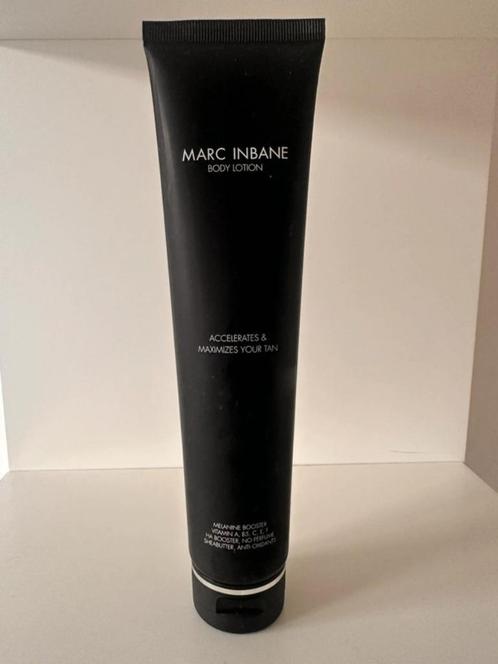 MARC INBANE
BODY LOTION
ACCELERATES &
MAXIMIZES YOUR TAN
MELANINE BOOSTER
VITAMIN A, B5, C, E, F
HA BOOSTER, NO PERFUME
SHEABUTTER, ANTI OXIDANTS